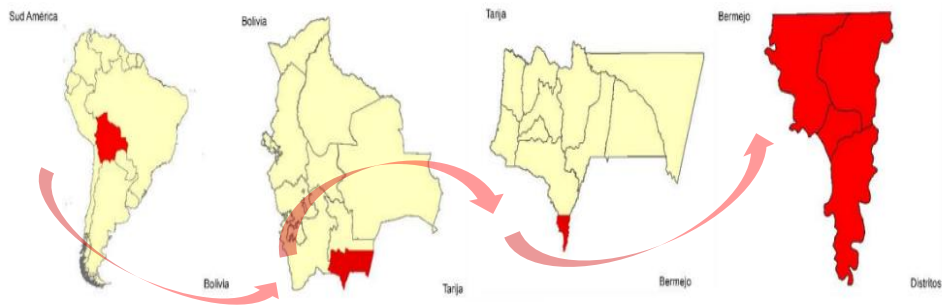 Sud América
Bolivia
Bolivia
Tarija
Tarija
Bermejo
Bermejo
Distritos